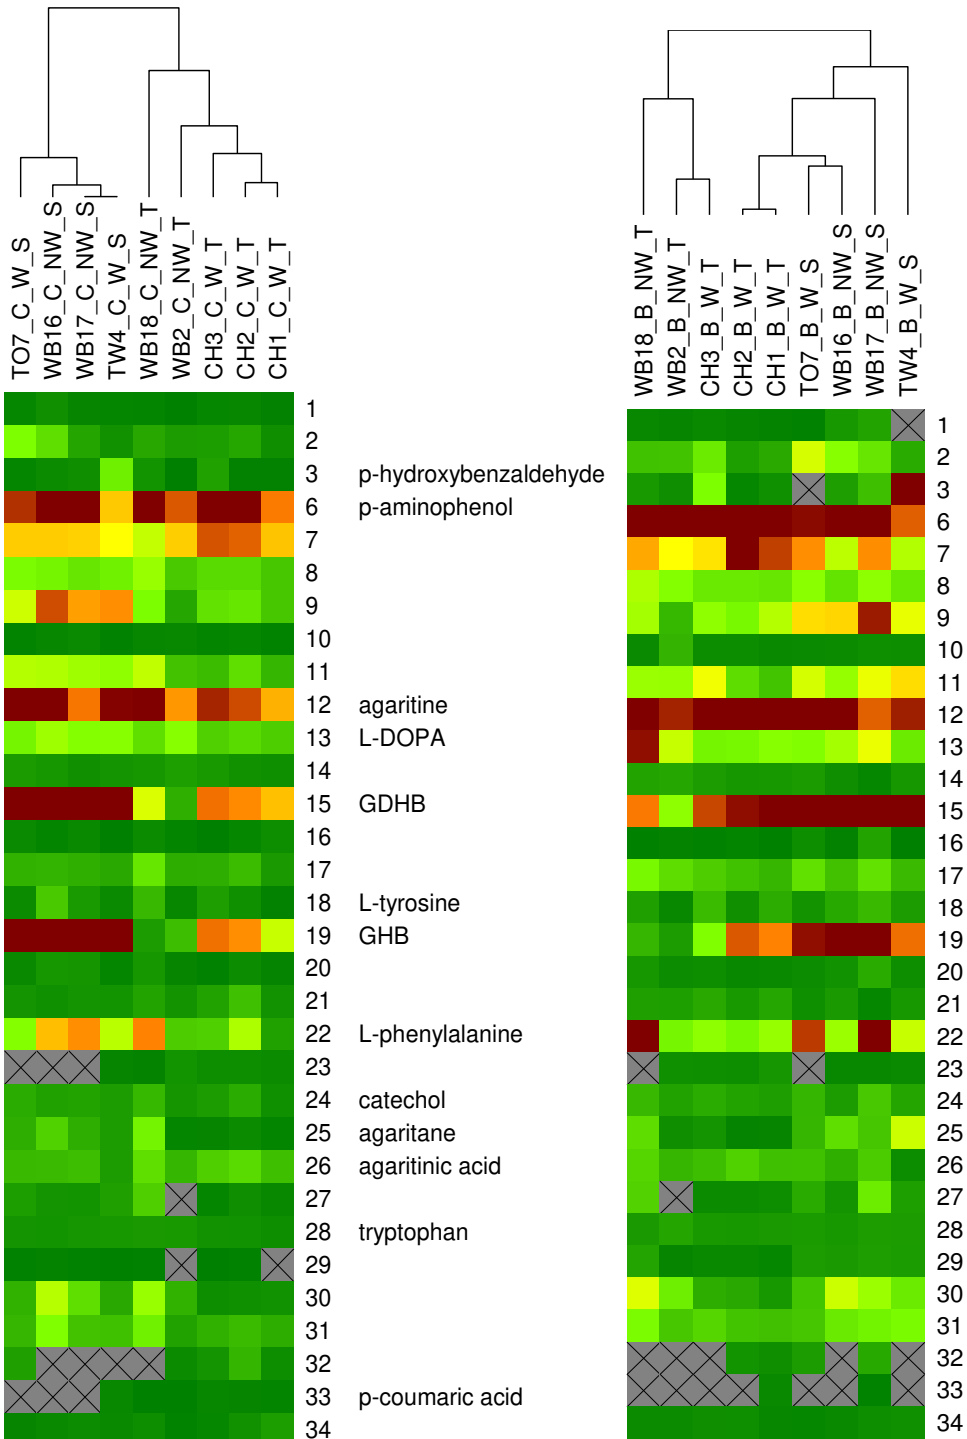 TO7_C_W_S
WB16_C_NW_S
WB17_C_NW_S
TW4_C_W_S
WB18_C_NW_T
WB2_C_NW_T
CH3_C_W_T
CH2_C_W_T
CH1_C_W_T
WB18_B_NW_T
WB2_B_NW_T
CH3_B_W_T
CH2_B_W_T
CH1_B_W_T
TO7_B_W_S
WB16_B_NW_S
WB17_B_NW_S
TW4_B_W_S
1
2
3 p-hydroxybenzaldehyde
6 p-aminophenol
7
8
9
10
11
12 agaritine
13 L-DOPA
14
15 GDHB
16
17
18 L-tyrosine
19 GHB
20
21
22 L-phenylalanine
23
24 catechol
25 agaritane
26 agaritinic acid
27
28 tryptophan
29
30
31
32
33 p-coumaric acid
34
1
2
3
6
7
8
9
10
11
12
13
14
15
16
17
18
19
20
21
22
23
24
25
26
27
28
29
30
31
32
33
34